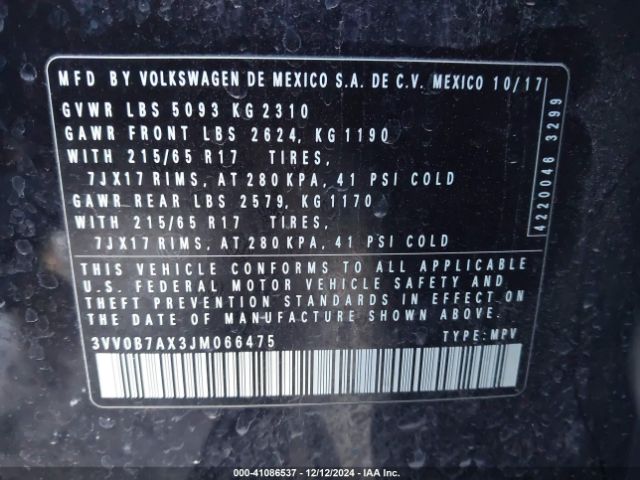 MFD BY VOLKSWAGEN DE MEXICO S.A. DE C.V. MEXICO 10/17
GVWR LBS 5093 KG 2310
GAWR FRONT LBS 2624, KG 1190
WITH 215/65 R17 TIRES,
7JX17 RIMS, AT 280 KPA, 41 PSI COLD
GAWR REAR LBS 2579, KG 1170
WITH 215/65 R17 TIRES,
7JX17 RIMS, AT 280 KPA, 41 PSI COLD
4220046 3299
THIS VEHICLE CONFORMS TO ALL APPLICABLE
U.S. FEDERAL MOTOR VEHICLE SAFETY AND
THEFT PREVENTION STANDARDS IN EFFECT ON
THE DATE OF MANUFACTURE SHOWN ABOVE.
3VV0B7AX3JM066475 TYPE: MPV
000-41086537 - 12/12/2024 - IAA Inc.